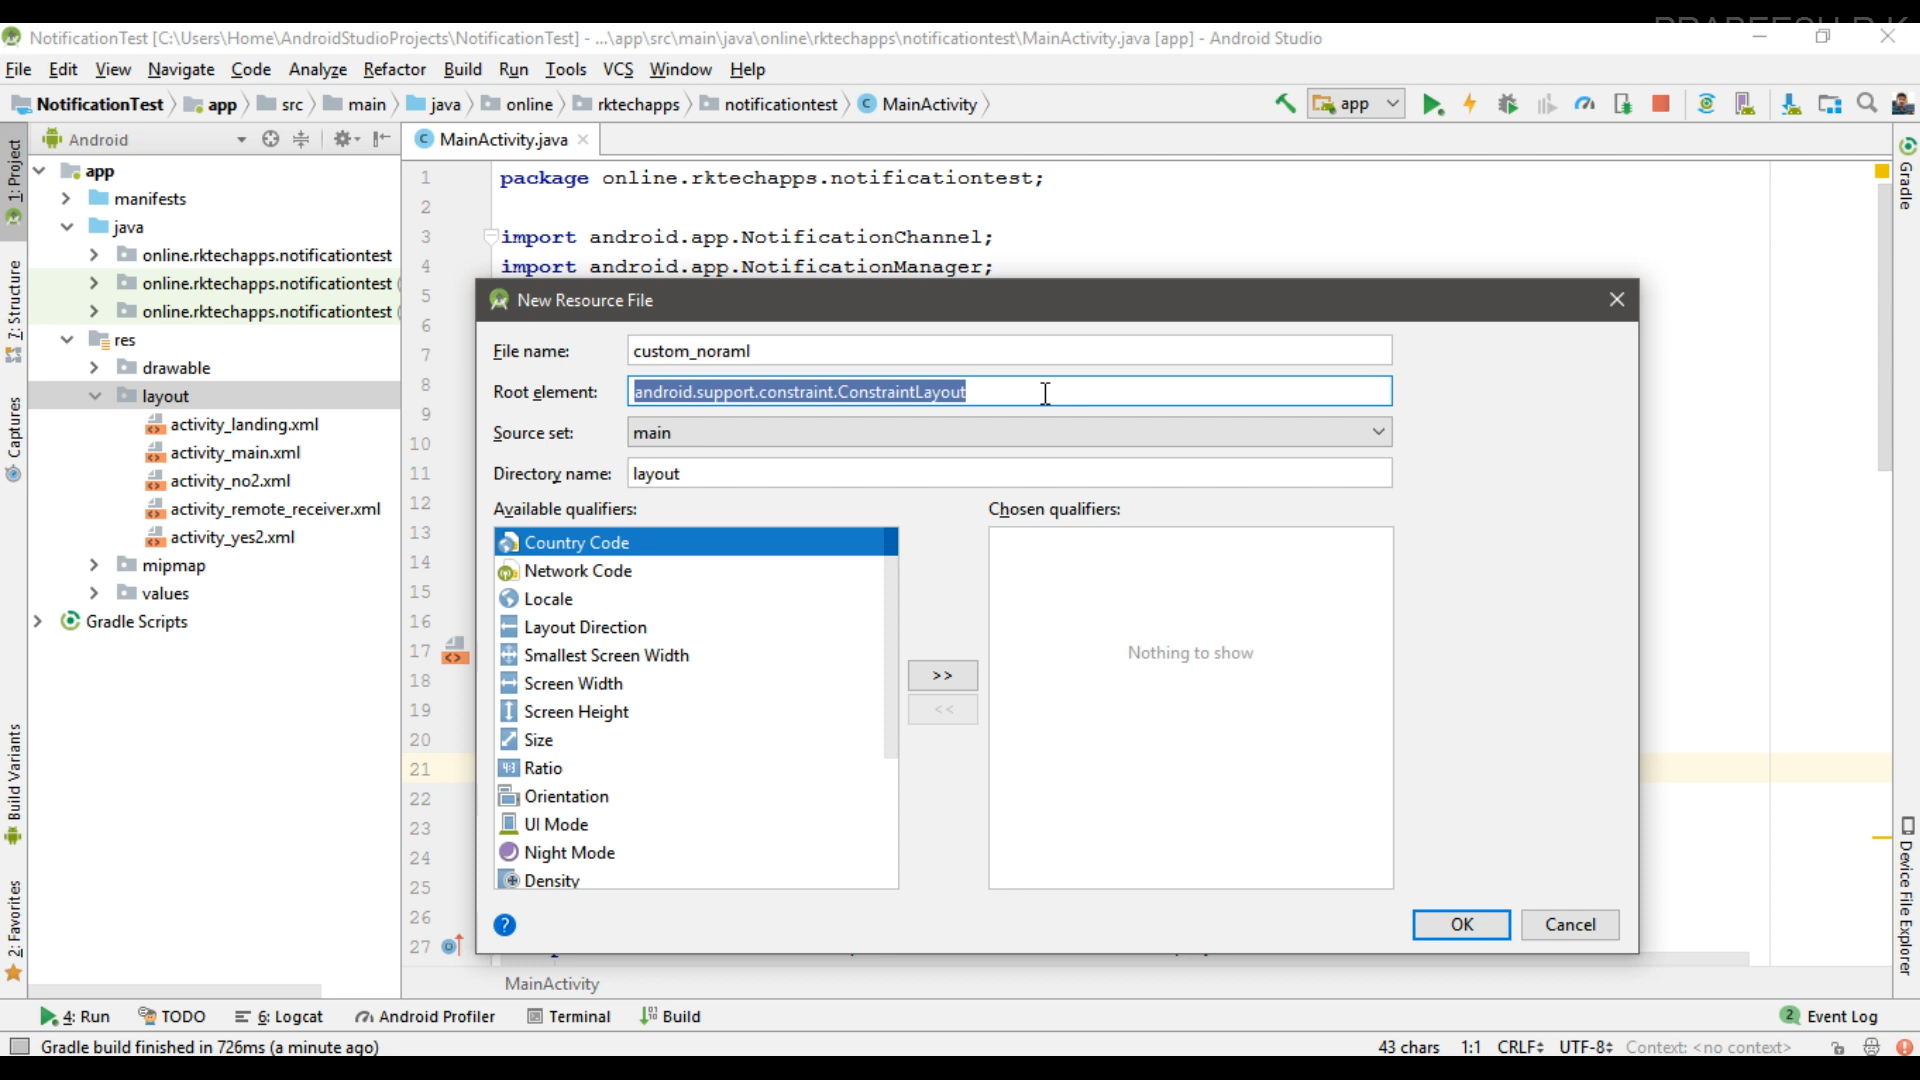 NotificationTest [C:\Users\Home\AndroidStudioProjects\NotificationTest] - ...\app\src\main\java\online\rktechapps\notificationtest\MainActivity.java [app] - Android Studio
File Edit View Navigate Code Analyze Refactor Build Run Tools VCS Window Help
NotificationTest app src main java online rktechapps notificationtest MainActivity app
1: Project
7: Structure
Captures
Build Variants
2: Favorites
Android
app
manifests
java
online.rktechapps.notificationtest
online.rktechapps.notificationtest (
online.rktechapps.notificationtest (
res
drawable
layout
activity_landing.xml
activity_main.xml
activity_no2.xml
activity_remote_receiver.xml
activity_yes2.xml
mipmap
values
Gradle Scripts
MainActivity.java
1 package online.rktechapps.notificationtest;
2
3 import android.app.NotificationChannel;
4 import android.app.NotificationManager;
5
6
7
8
9
10
11
12
13
14
15
16
17
18
19
20
21
22
23
24
25
26
27
New Resource File
File name: custom_noraml
Root element: android.support.constraint.ConstraintLayout
Source set: main
Directory name: layout
Available qualifiers: Chosen qualifiers:
Country Code
Network Code
Locale
Layout Direction
Smallest Screen Width
Screen Width
Screen Height
Size
Ratio
Orientation
UI Mode
Night Mode
Density
>>
<<
Nothing to show
? OK Cancel
MainActivity
Gradle
Device File Explorer
4: Run TODO 6: Logcat Android Profiler Terminal Build 2 Event Log
Gradle build finished in 726ms (a minute ago) 43 chars 1:1 CRLF UTF-8 Context: <no context>